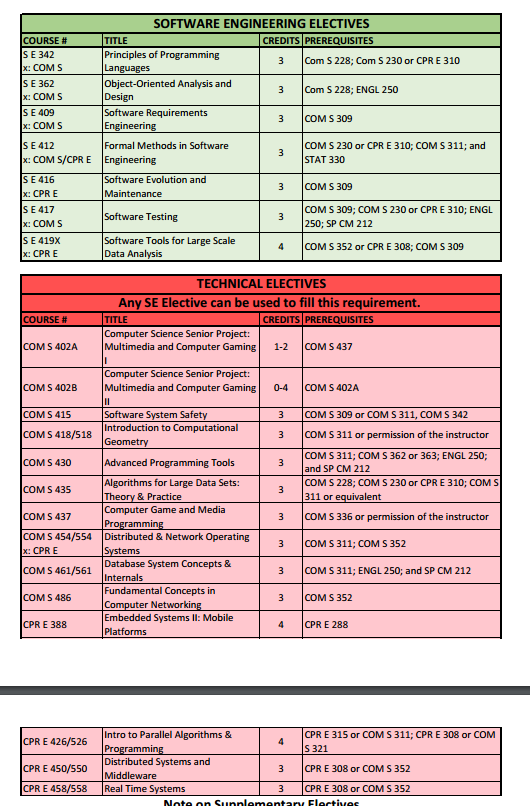 SOFTWARE ENGINEERING ELECTIVES
COURSE # TITLE CREDITS PREREQUISITES
S E 342
x: COM S
Principles of Programming
Languages
3
Com S 228; Com S 230 or CPR E 310
S E 362
x: COM S
Object-Oriented Analysis and
Design
3
Com S 228; ENGL 250
S E 409
x: COM S
Software Requirements
Engineering
3
COM S 309
S E 412
x: COM S/CPR E
Formal Methods in Software
Engineering
3
COM S 230 or CPR E 310; COM S 311; and
STAT 330
S E 416
x: CPR E
Software Evolution and
Maintenance
3
COM S 309
S E 417
x: COM S
Software Testing
3
COM S 309; COM S 230 or CPR E 310; ENGL
250; SP CM 212
S E 419X
x: CPR E
Software Tools for Large Scale
Data Analysis
4
COM S 352 or CPR E 308; COM S 309
TECHNICAL ELECTIVES
Any SE Elective can be used to fill this requirement.
COURSE # TITLE CREDITS PREREQUISITES
COM S 402A
Computer Science Senior Project:
Multimedia and Computer Gaming
I
1-2
COM S 437
COM S 402B
Computer Science Senior Project:
Multimedia and Computer Gaming
II
0-4
COM S 402A
COM S 415
Software System Safety
3
COM S 309 or COM S 311, COM S 342
COM S 418/518
Introduction to Computational
Geometry
3
COM S 311 or permission of the instructor
COM S 430
Advanced Programming Tools
3
COM S 311; COM S 362 or 363; ENGL 250;
and SP CM 212
COM S 435
Algorithms for Large Data Sets:
Theory & Practice
3
COM S 228; COM S 230 or CPR E 310; COM S
311 or equivalent
COM S 437
Computer Game and Media
Programming
3
COM S 336 or permission of the instructor
COM S 454/554
x: CPR E
Distributed & Network Operating
Systems
3
COM S 311; COM S 352
COM S 461/561
Database System Concepts &
Internals
3
COM S 311; ENGL 250; and SP CM 212
COM S 486
Fundamental Concepts in
Computer Networking
3
COM S 352
CPR E 388
Embedded Systems II: Mobile
Platforms
4
CPR E 288
CPR E 426/526
Intro to Parallel Algorithms &
Programming
4
CPR E 315 or COM S 311; CPR E 308 or COM
S 321
CPR E 450/550
Distributed Systems and
Middleware
3
CPR E 308 or COM S 352
CPR E 458/558
Real Time Systems
3
CPR E 308 or COM S 352
Note on Supplementary Electives